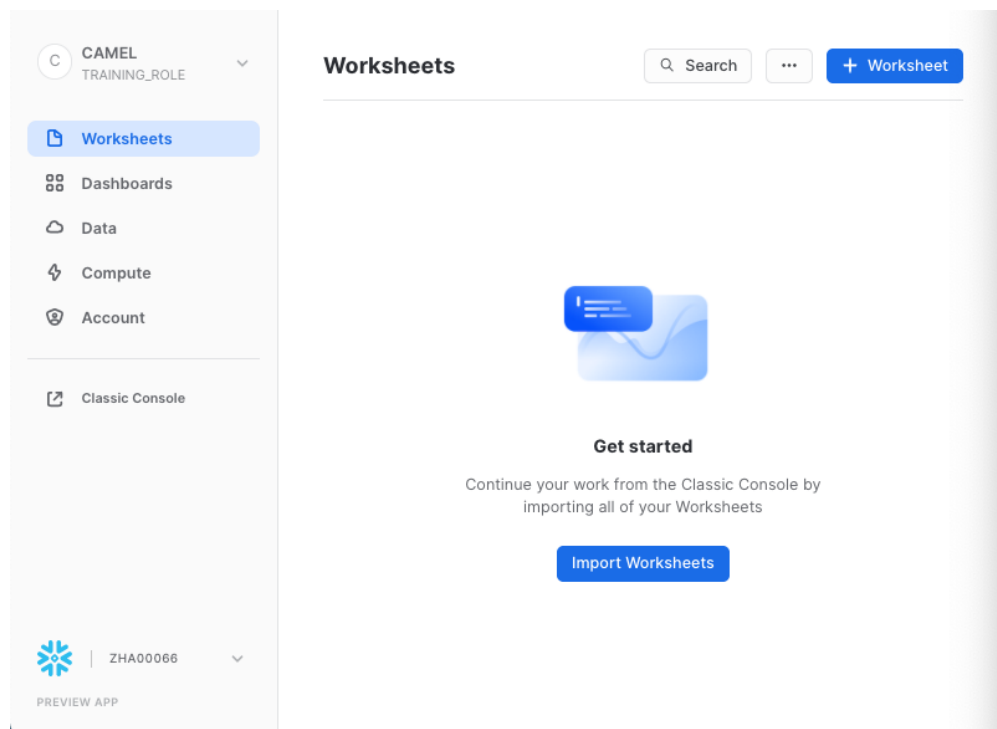 C
CAMEL
TRAINING_ROLE
Worksheets
Dashboards
Data
Compute
Account
Classic Console
ZHA00066
PREVIEW APP
Worksheets
Search
...
+ Worksheet
Get started
Continue your work from the Classic Console by
importing all of your Worksheets
Import Worksheets